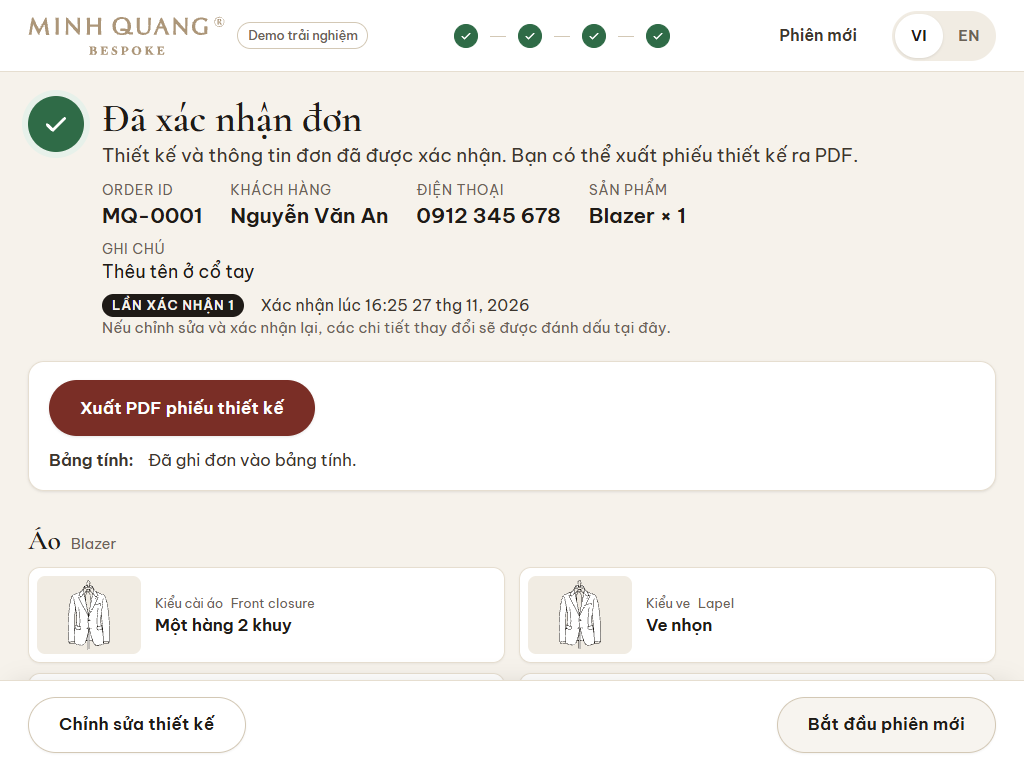 MINH QUANG ®
BESPOKE
Demo trải nghiệm
Phiên mới
VI
EN
Đã xác nhận đơn
Thiết kế và thông tin đơn đã được xác nhận. Bạn có thể xuất phiếu thiết kế ra PDF.
ORDER ID
MQ-0001
KHÁCH HÀNG
Nguyễn Văn An
ĐIỆN THOẠI
0912 345 678
SẢN PHẨM
Blazer × 1
GHI CHÚ
Thêu tên ở cổ tay
LẦN XÁC NHẬN 1
Xác nhận lúc 16:25 27 thg 11, 2026
Nếu chỉnh sửa và xác nhận lại, các chi tiết thay đổi sẽ được đánh dấu tại đây.
Xuất PDF phiếu thiết kế
Bảng tính: Đã ghi đơn vào bảng tính.
Áo Blazer
Kiểu cài áo Front closure
Một hàng 2 khuy
Kiểu ve Lapel
Ve nhọn
Chỉnh sửa thiết kế
Bắt đầu phiên mới